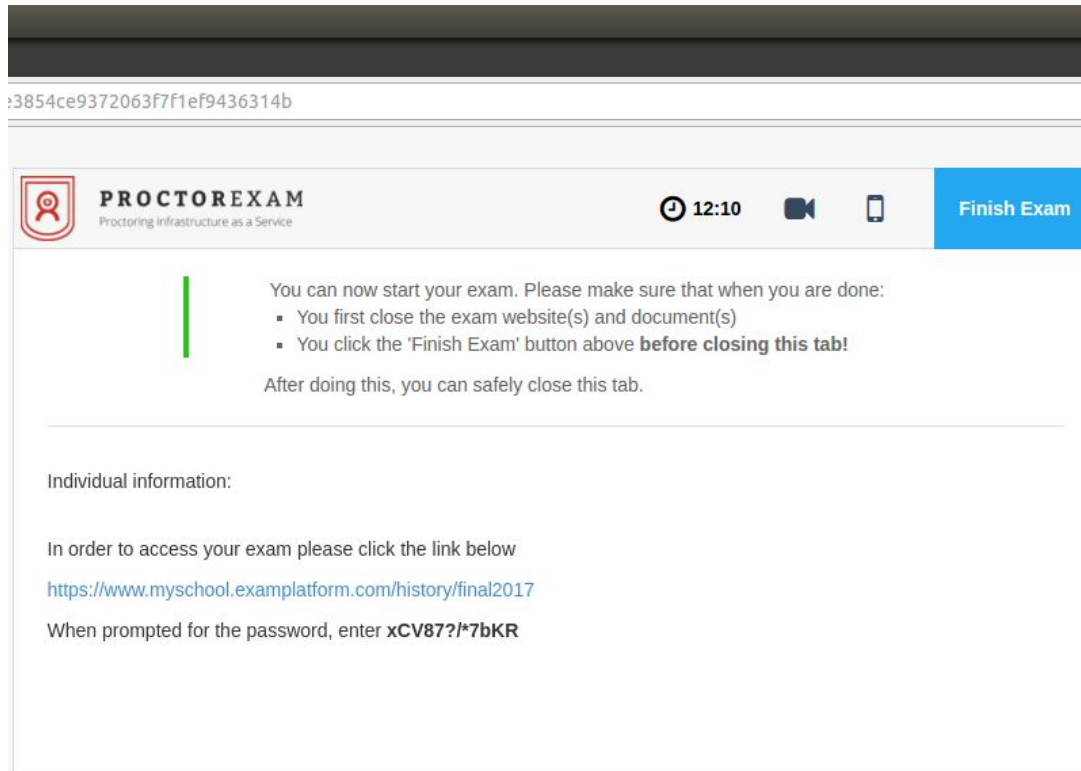 e3854ce9372063f7f1ef9436314b
PROCTOREXAM
Proctoring Infrastructure as a Service
12:10
Finish Exam
You can now start your exam. Please make sure that when you are done:
▪ You first close the exam website(s) and document(s)
▪ You click the 'Finish Exam' button above before closing this tab!
After doing this, you can safely close this tab.
Individual information:
In order to access your exam please click the link below
https://www.myschool.examplatform.com/history/final2017
When prompted for the password, enter xCV87?/*7bKR